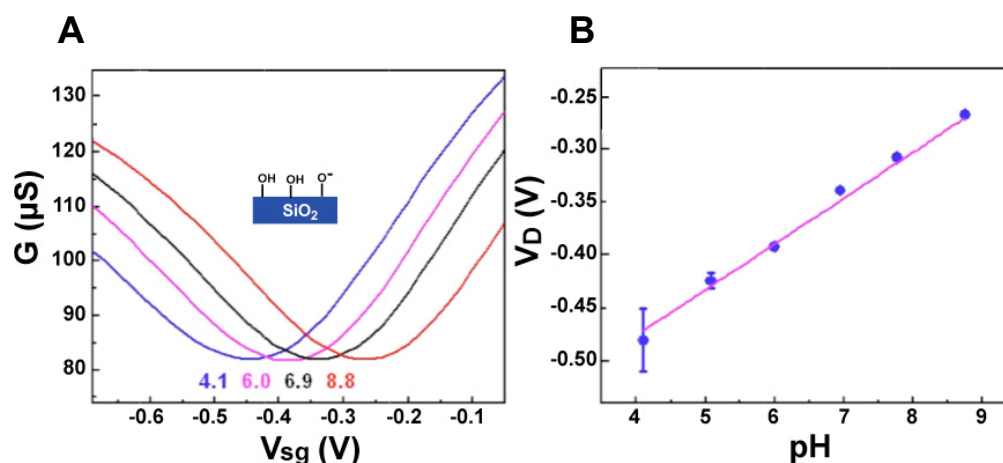 A
B
G (µS)
130
120
110
100
90
80
OH OH O-
SiO2
4.1 6.0 6.9 8.8
-0.6 -0.5 -0.4 -0.3 -0.2 -0.1
Vsg (V)
VD (V)
-0.25
-0.30
-0.35
-0.40
-0.45
-0.50
4 5 6 7 8 9
pH